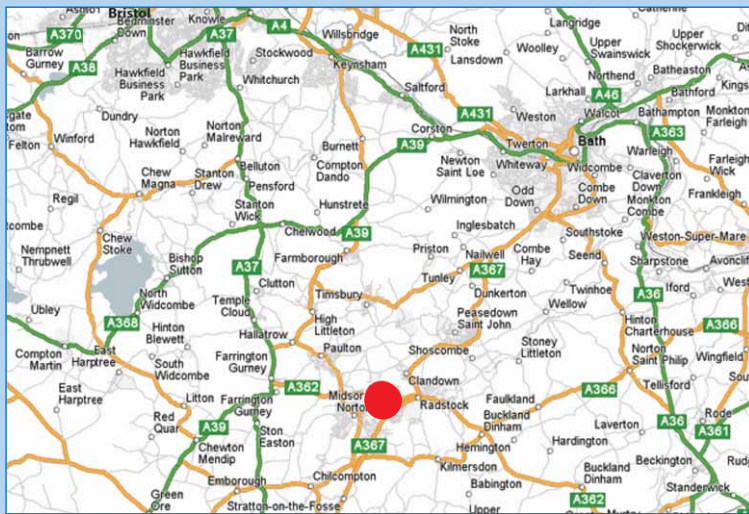 Bristol
Knowle
A4
Willsbridge
North
Stoke
Langridge
Upper
Swainswick
Upper
Shockerwick
A370
Bedminster
Down
A37
A431
Lansdown
Woolley
Barrow
Gurney
A38
Hawkfield
Business
Park
Hawkfield
Business
Park
Stockwood
Keynsham
Northend
Batheaston
Whitchurch
Saltford
Larkhall
A46
Bathford
Weston
Walcot
Bathampton
Monkton
Farleigh
Dundry
A431
Corston
A39
Twerton
Bath
A363
Winford
Felton
Norton
Hawkfield
Norton
Malreward
Burnett
Compton
Dando
Newton
Saint Loe
Whiteway
Widcombe
Warleigh
Farleigh
Wick
Chew
Magna
Stanton
Drew
Belluton
Pensford
Claverton
Down
Combe
Down
Odd
Down
Frankleigh
Regil
Stanton
Wick
Hunstrete
Wilmington
Monkton
Combe
Chew
Stoke
Chelwood
A39
Inglesbatch
Southstoke
Weston-Super-Mare
Nempnett
Thrubwell
Bishop
Sutton
A37
Farmborough
Priston
Nailwell
Combe
Hay
Seend
Sharpstone
Avoncliff
Clutton
Tunley
A367
Dunkerton
Twinhoe
A36
Iford
Ubley
North
Widcombe
Temple
Cloud
Timsbury
Wellow
A368
High
Littleton
Peasedown
Saint John
Hinton
Charterhouse
A366
Hinton
Blewett
Hallatrow
Compton
Martin
East
Harptree
Paulton
Shoscombe
Stoney
Littleton
Norton
Saint Philip
Wingfield
South
Widcombe
Farrington
Gurney
Clandown
East
Harptree
A362
Tellisford
Litton
Farrington
Gurney
Norton
Radstock
Faulkland
A366
Red
Quar
A39
Buckland
Dinham
A36
Rode
Laverton
A361
Chewton
Mendip
Ston
Easton
A367
Hemington
Hardington
Kilmersdon
Buckland
Dinham
Beckington
Green
Ore
Emborough
Chilcompton
Babington
Standerwick
Stratton-on-the-Fosse
Upper
A362